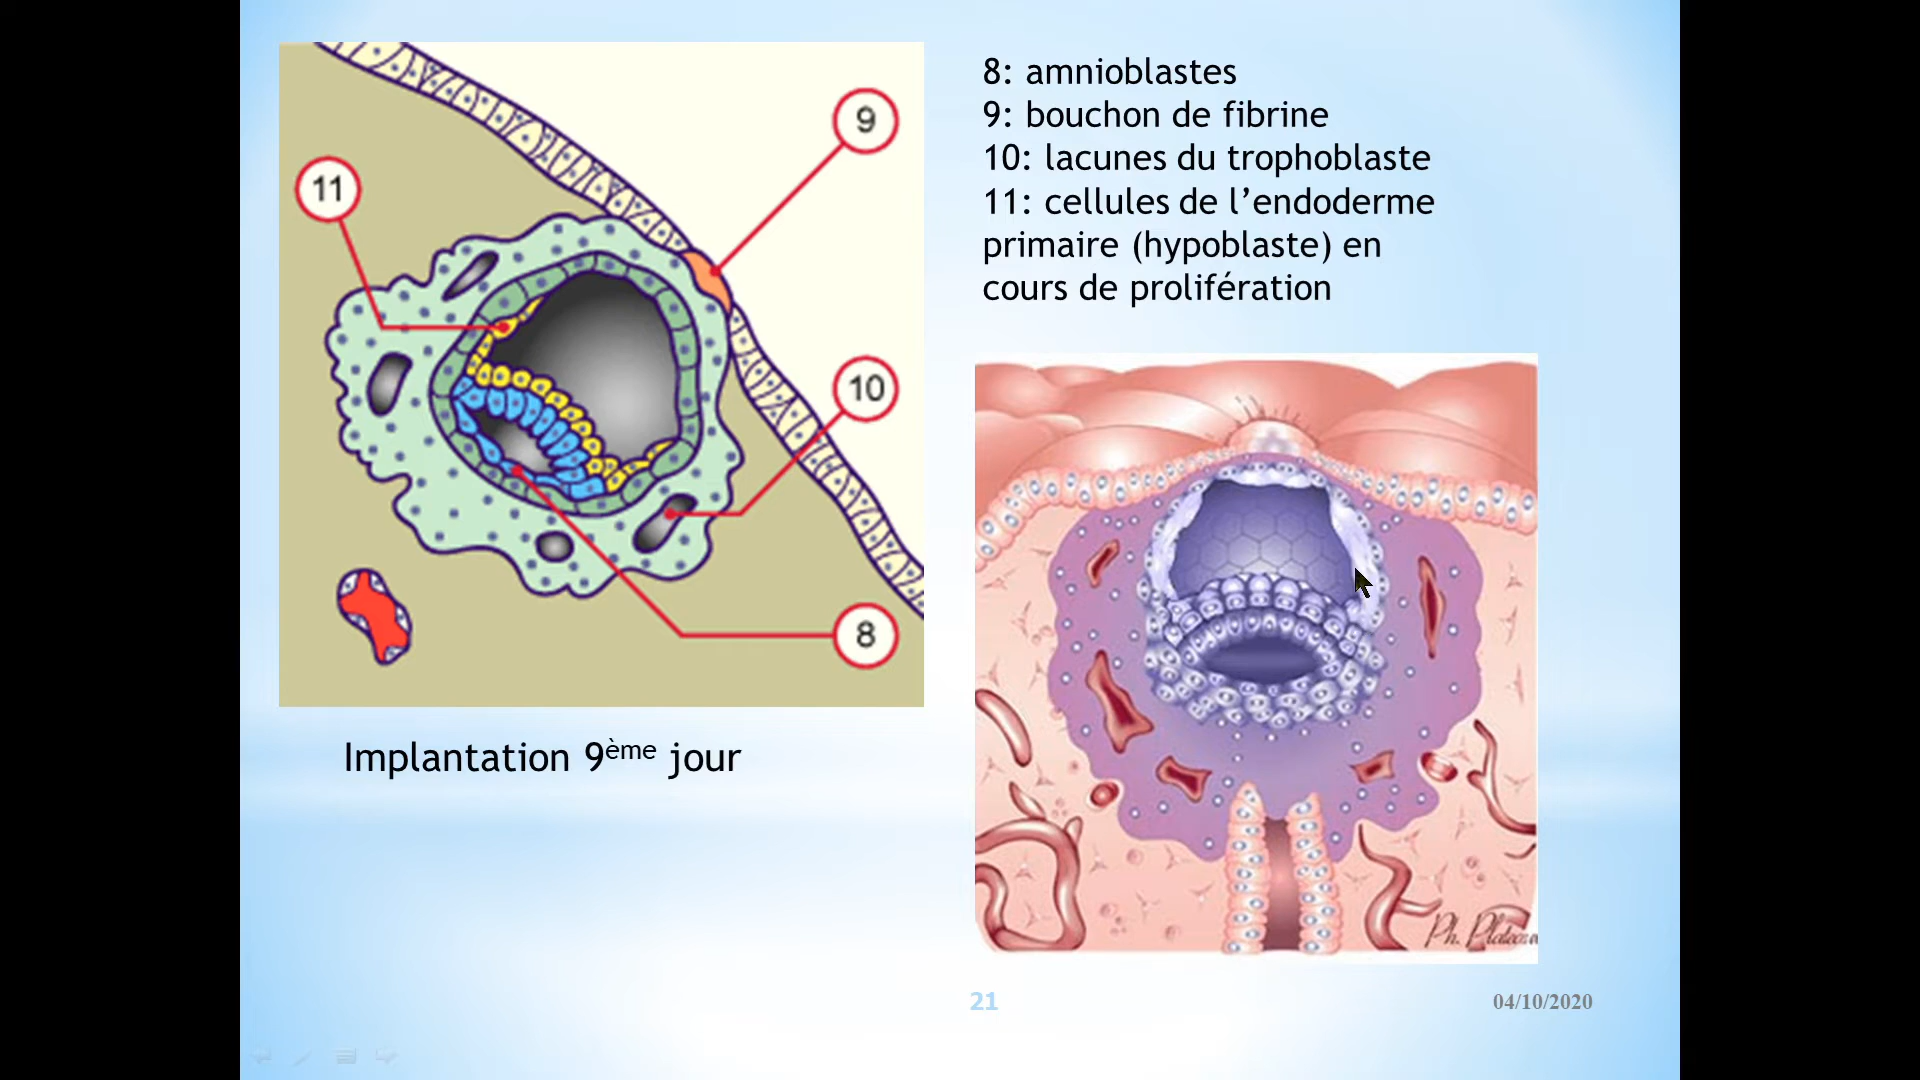 9
11
10
8
Implantation 9ème jour
8: amnioblastes
9: bouchon de fibrine
10: lacunes du trophoblaste
11: cellules de l’endoderme
primaire (hypoblaste) en
cours de prolifération
Ph.
21
04/10/2020